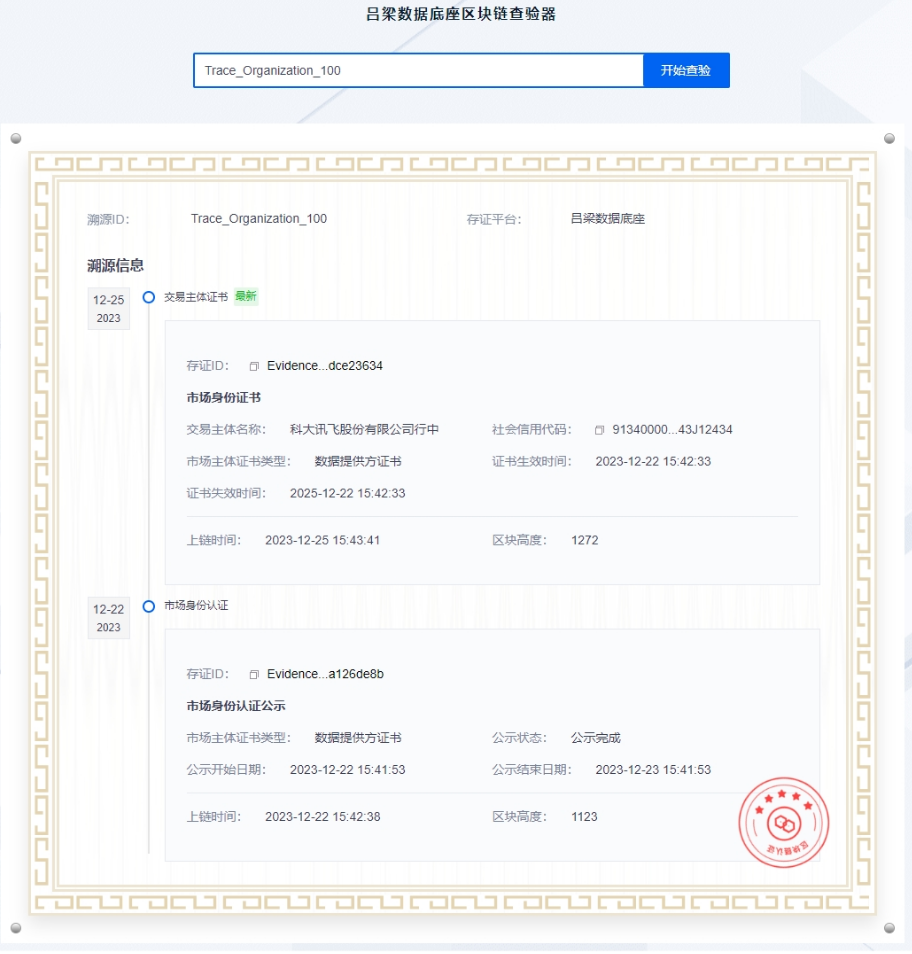 吕梁数据底座区块链查验器
Trace_Organization_100 开始查验
溯源ID： Trace_Organization_100 存证平台： 吕梁数据底座
溯源信息
12-25
2023
交易主体证书 最新
存证ID： Evidence...dce23634
市场身份证书
交易主体名称： 科大讯飞股份有限公司行中 社会信用代码： 91340000...43J12434
市场主体证书类型： 数据提供方证书 证书生效时间： 2023-12-22 15:42:33
证书失效时间： 2025-12-22 15:42:33
上链时间： 2023-12-25 15:43:41 区块高度： 1272
12-22
2023
市场身份认证
存证ID： Evidence...a126de8b
市场身份认证公示
市场主体证书类型： 数据提供方证书 公示状态： 公示完成
公示开始日期： 2023-12-22 15:41:53 公示结束日期： 2023-12-23 15:41:53
上链时间： 2023-12-22 15:42:38 区块高度： 1123
区块链认证